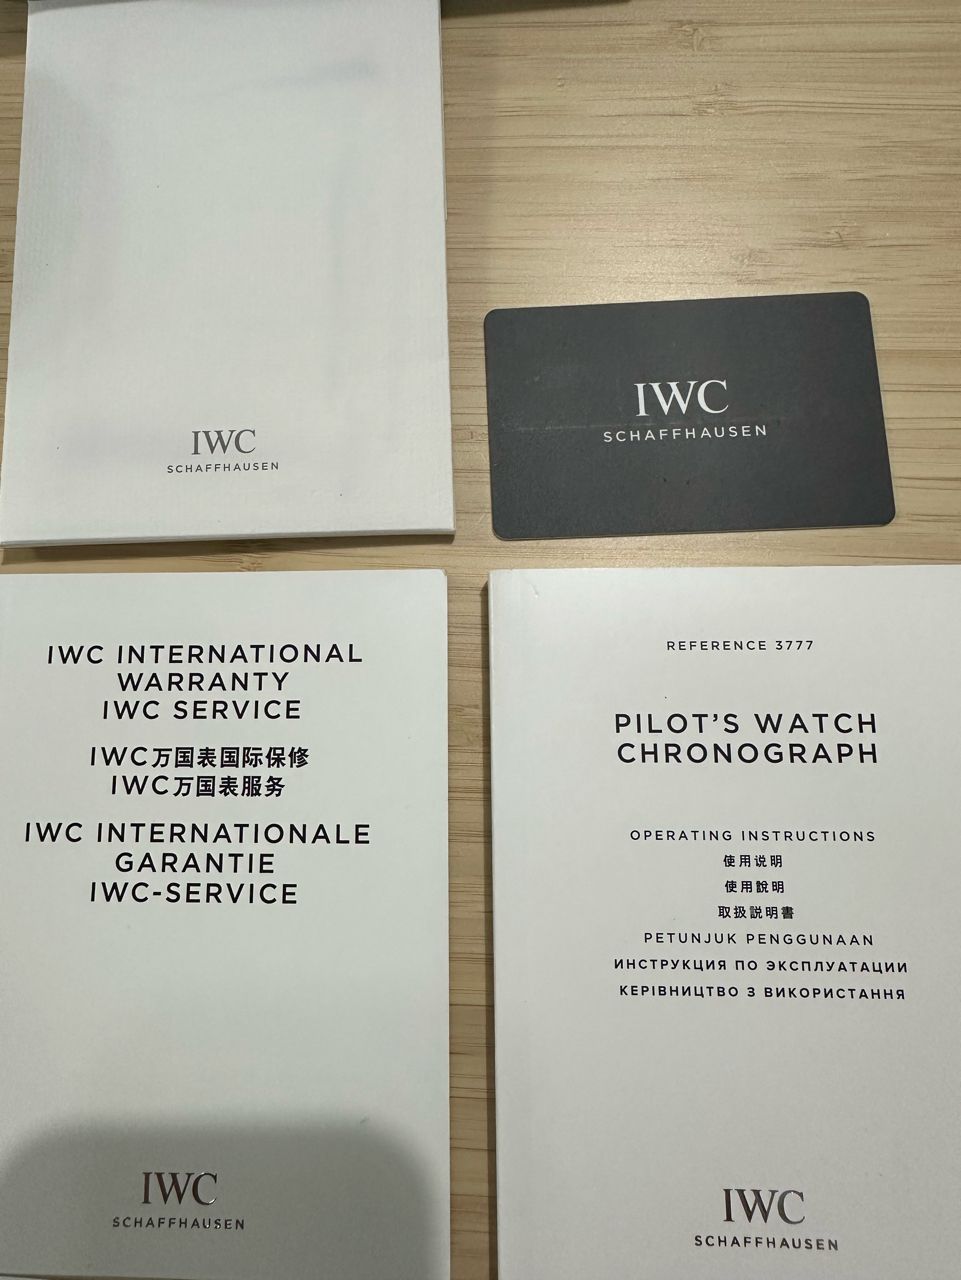 IWC
SCHAFFHAUSEN
IWC
SCHAFFHAUSEN
IWC INTERNATIONAL
WARRANTY
IWC SERVICE
IWC万国表国际保修
IWC万国表服务
IWC INTERNATIONALE
GARANTIE
IWC-SERVICE
IWC
SCHAFFHAUSEN
REFERENCE 3777
PILOT'S WATCH
CHRONOGRAPH
OPERATING INSTRUCTIONS
使用说明
使用說明
取扱説明書
PETUNJUK PENGGUNAAN
ИНСТРУКЦИЯ ПО ЭКСПЛУАТАЦИИ
КЕРІВНИЦТВО З ВИКОРИСТАННЯ
IWC
SCHAFFHAUSEN